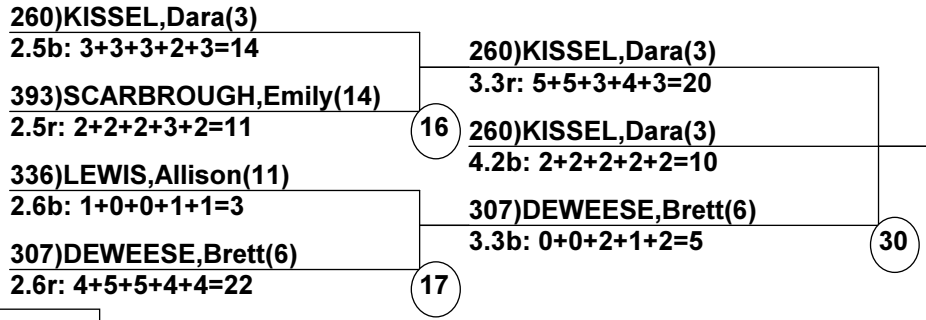 260)KISSEL,Dara(3)
2.5b: 3+3+3+2+3=14
393)SCARBROUGH,Emily(14)
2.5r: 2+2+2+3+2=11
16
336)LEWIS,Allison(11)
2.6b: 1+0+0+1+1=3
307)DEWEESE,Brett(6)
2.6r: 4+5+5+4+4=22
17
260)KISSEL,Dara(3)
3.3r: 5+5+3+4+3=20
260)KISSEL,Dara(3)
4.2b: 2+2+2+2+2=10
307)DEWEESE,Brett(6)
3.3b: 0+0+2+1+2=5
30